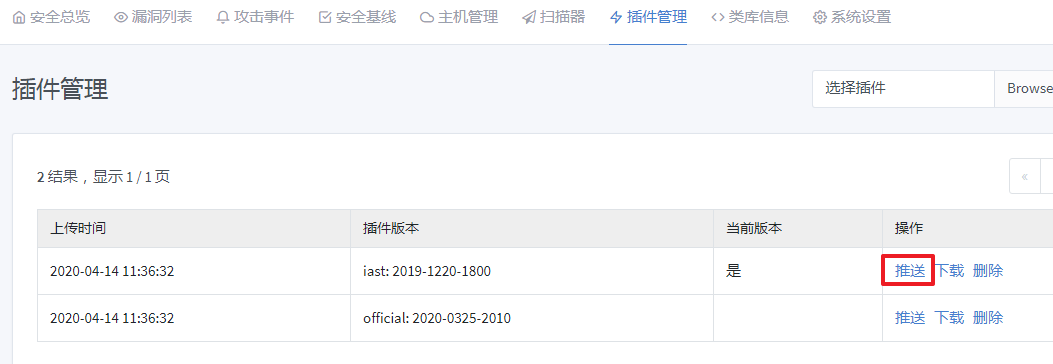 安全总览 漏洞列表 攻击事件 安全基线 主机管理 扫描器 插件管理 类库信息 系统设置
插件管理
选择插件 Browse
2 结果，显示 1 / 1 页
«
上传时间 插件版本 当前版本 操作
2020-04-14 11:36:32 iast: 2019-1220-1800 是 推送 下载 删除
2020-04-14 11:36:32 official: 2020-0325-2010 推送 下载 删除